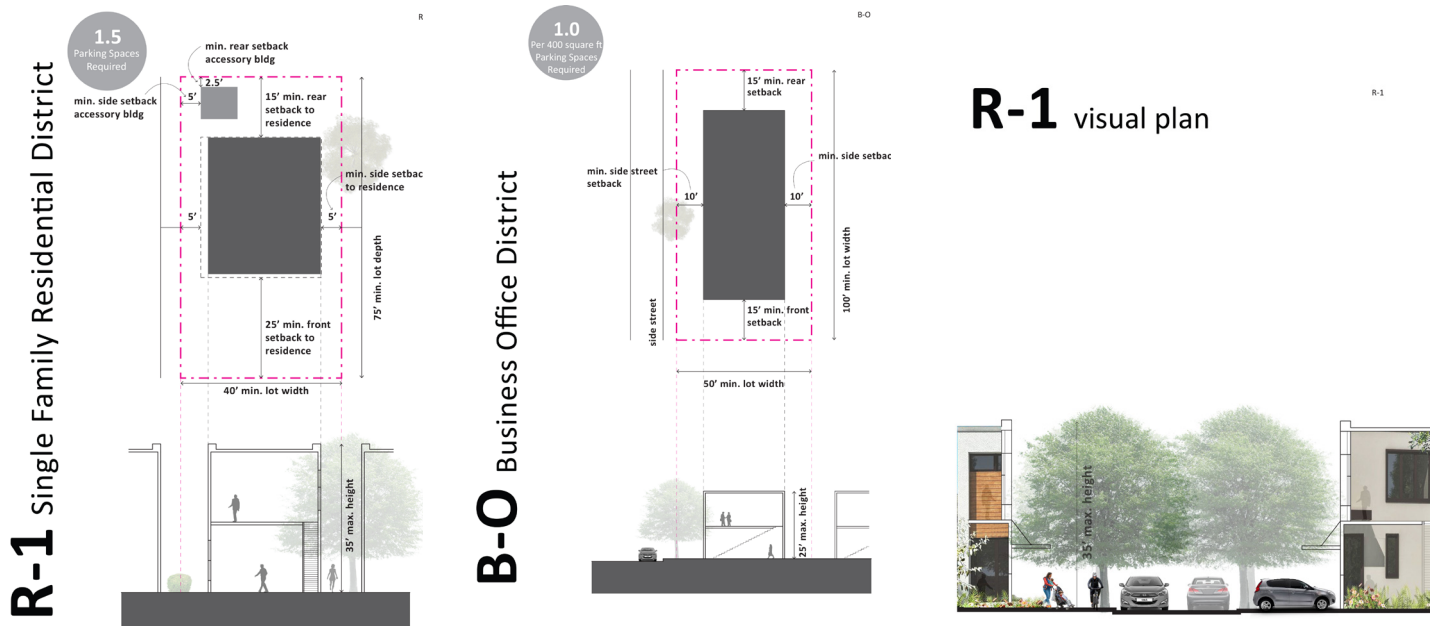 R-1 Single Family Residential District
R
1.5
Parking Spaces
Required
min. rear setback
accessory bldg
2.5'
min. side setback
accessory bldg
5'
15' min. rear
setback to
residence
min. side setbac
to residence
5'
5'
75' min. lot depth
25' min. front
setback to
residence
40' min. lot width
35' max. height
B-O Business Office District
B-O
1.0
Per 400 square ft
Parking Spaces
Required
15' min. rear
setback
min. side setbac
min. side street
setback
10'
10'
100' min. lot width
15' min. front
setback
side street
50' min. lot width
25' max. height
R-1 visual plan
R-1
35' max. height